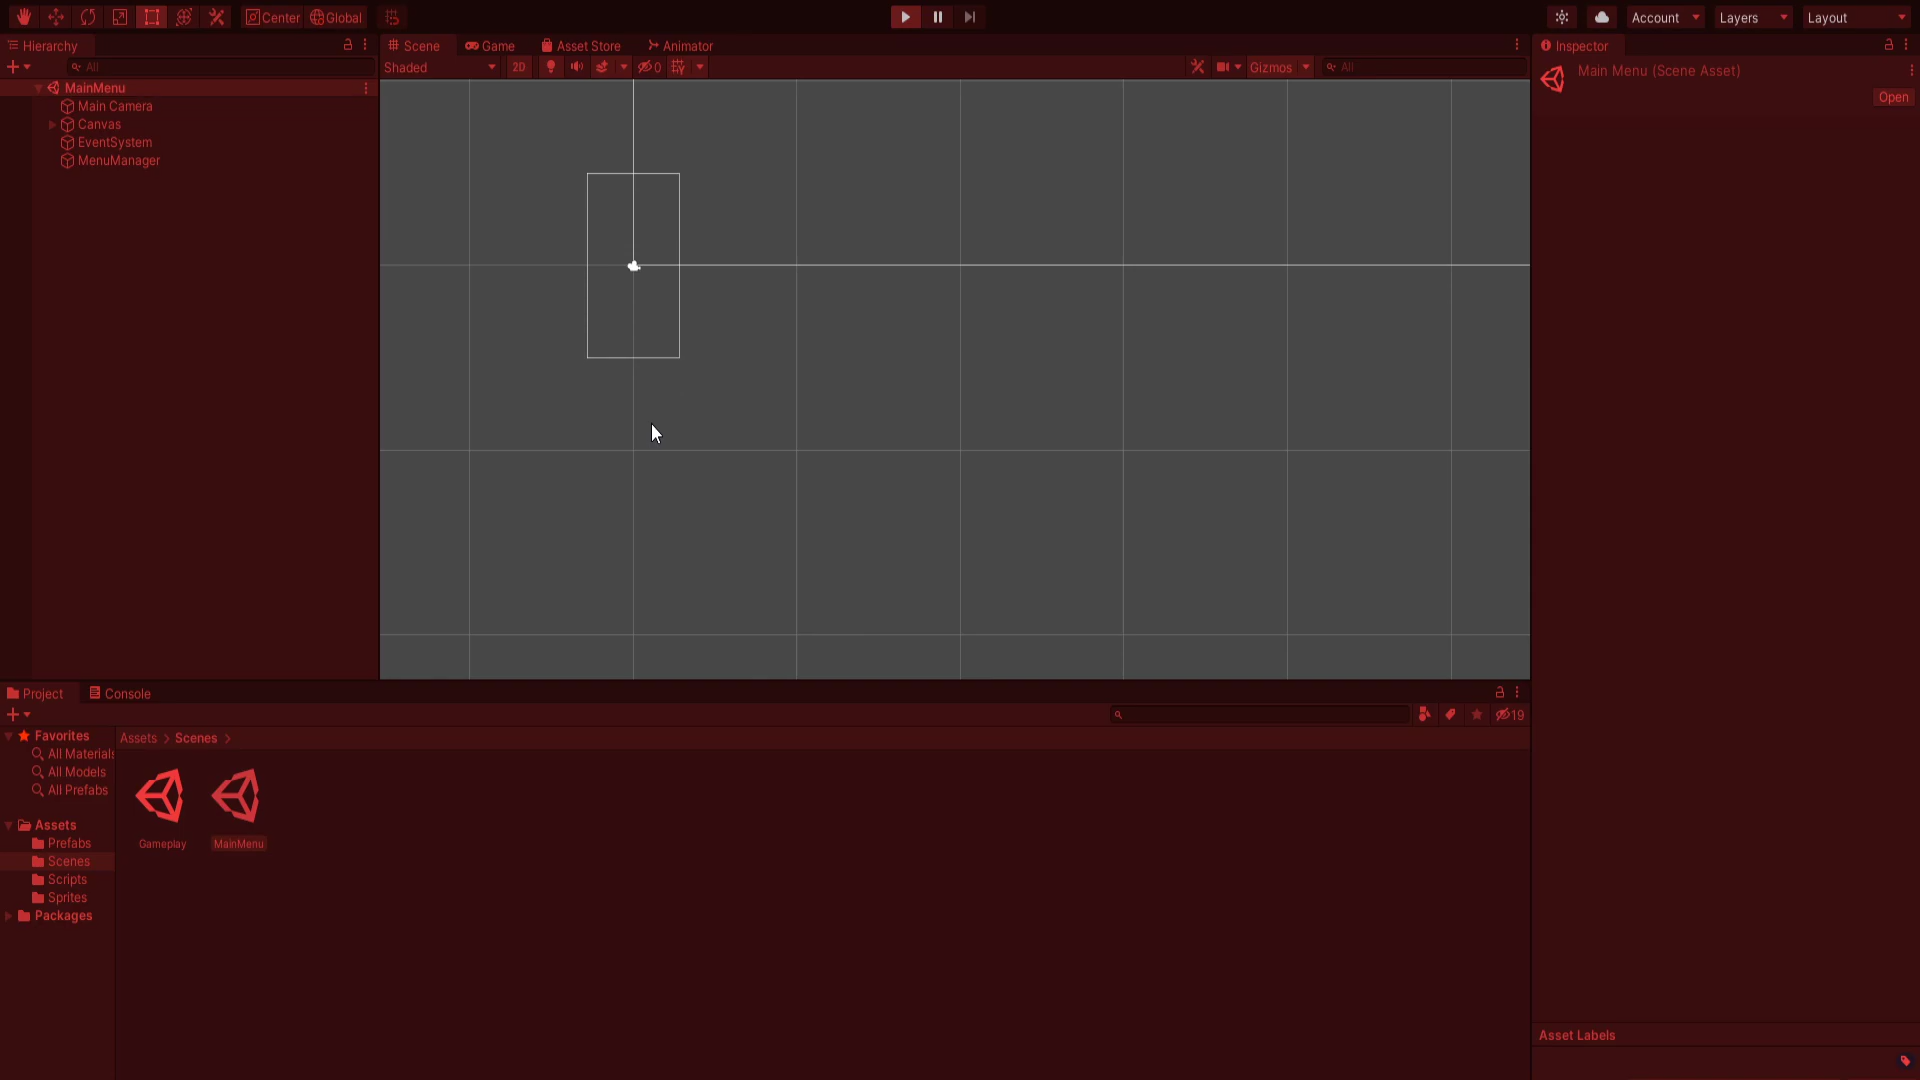 Center Global
Account
Layers
Layout
Hierarchy
Scene
Game
Asset Store
Animator
Inspector
All
Shaded
2D
0
Gizmos
All
Main Menu (Scene Asset)
Open
MainMenu
Main Camera
Canvas
EventSystem
MenuManager
Project
Console
19
Favorites
All Materials
All Models
All Prefabs
Assets > Scenes >
Assets
Prefabs
Scenes
Scripts
Sprites
Packages
Gameplay
MainMenu
Asset Labels